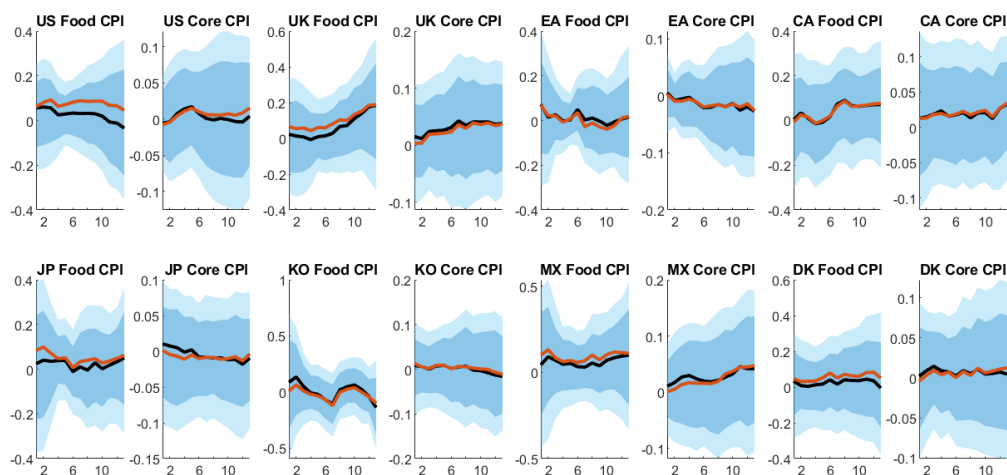 US Food CPI US Core CPI UK Food CPI UK Core CPI EA Food CPI EA Core CPI CA Food CPI CA Core CPI
0.4 0.2 0 -0.2 -0.4 2 6 10
0.1 0.05 0 -0.05 -0.1 2 6 10
0.6 0.4 0.2 0 -0.2 -0.4 2 6 10
0.2 0.1 0 -0.1 2 6 10
0.4 0.2 0 -0.2 -0.4 2 6 10
0.1 0 -0.1 0.2 2 6 10
0.4 0.2 0 -0.2 -0.4 2 6 10
0.1 0.05 0 -0.05 -0.1 2 6 10
JP Food CPI JP Core CPI KO Food CPI KO Core CPI MX Food CPI MX Core CPI DK Food CPI DK Core CPI
0.4 0.2 0 -0.2 -0.4 2 6 10
0.1 0.05 0 -0.05 -0.1 -0.15 2 6 10
1 0.5 0 -0.5 2 6 10
0.2 0.1 0 -0.1 -0.2 2 6 10
0.5 0 -0.5 2 6 10
0.2 0.1 0 -0.1 2 6 10
0.4 0.2 0 -0.2 -0.4 2 6 10
0.1 0.05 0 -0.05 -0.1 2 6 10